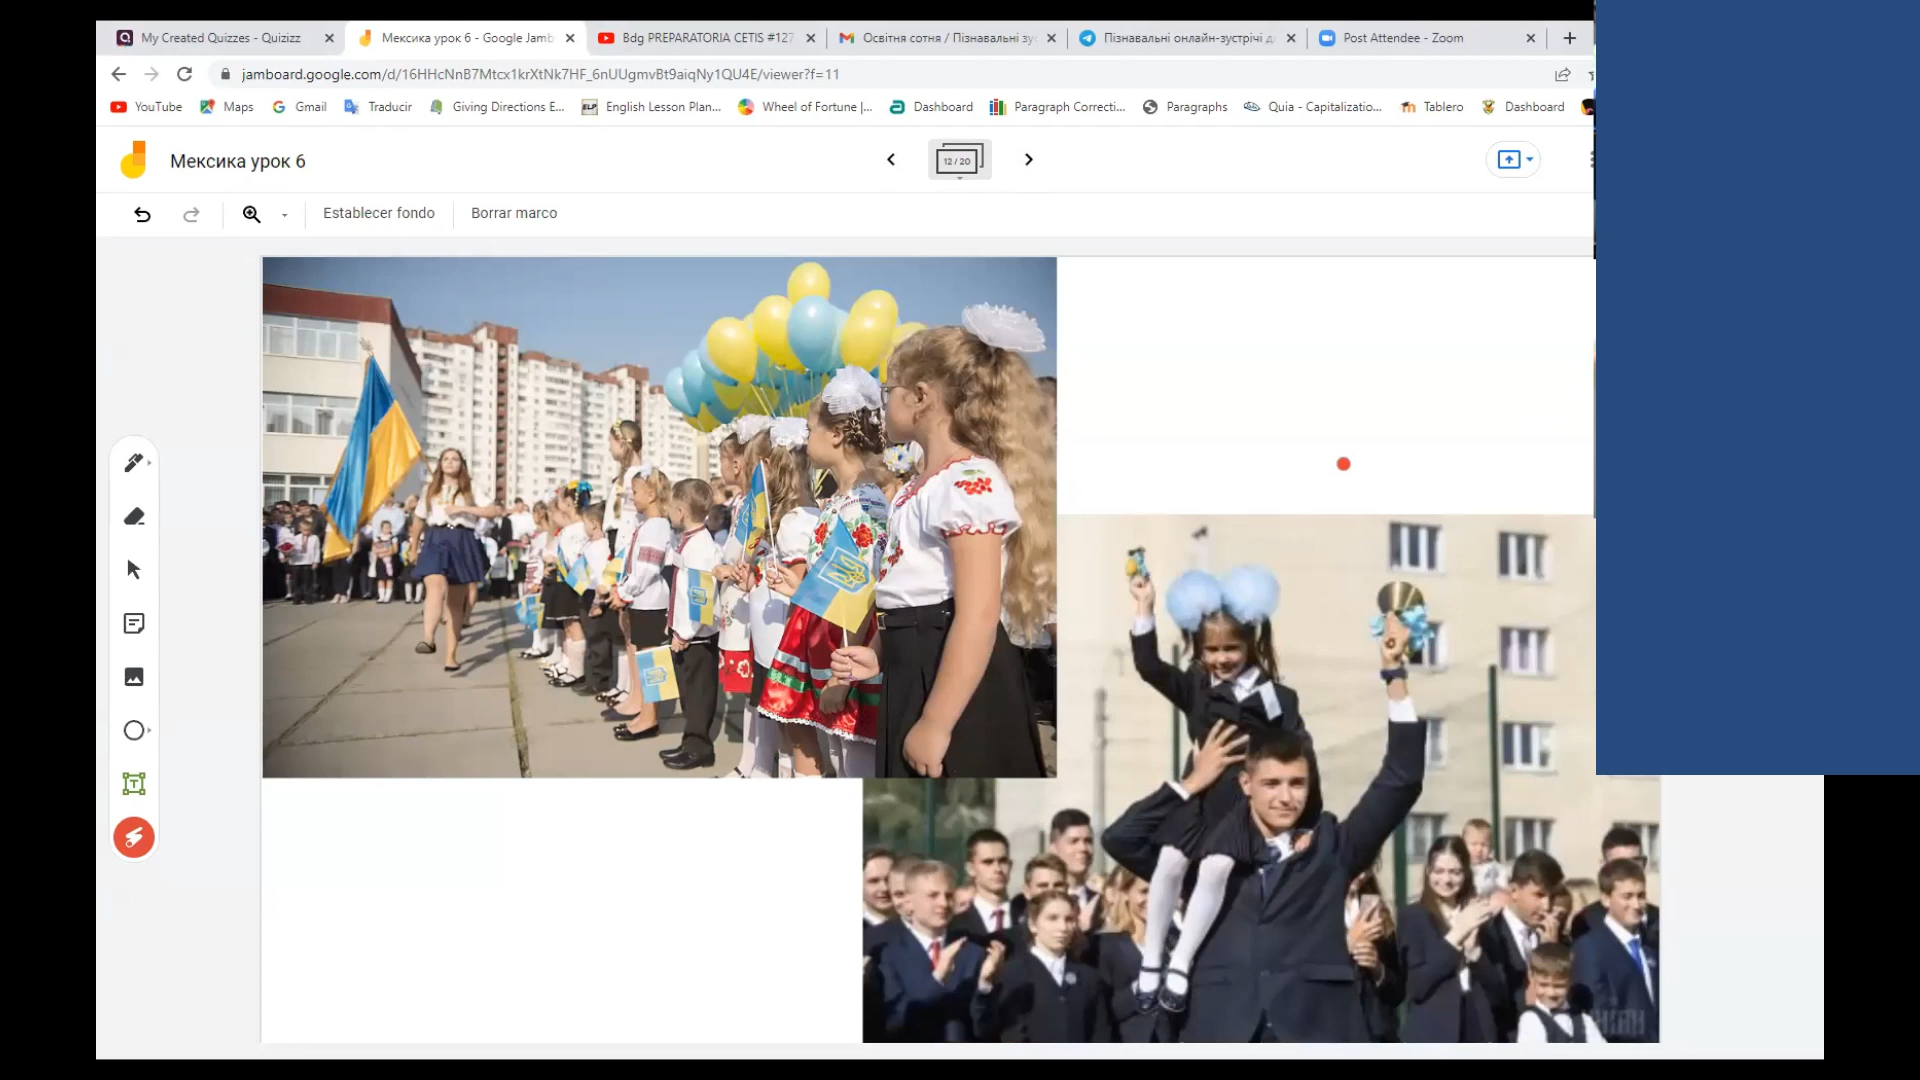 My Created Quizzes - Quizizz
Мексика урок 6 - Google Jamb
Bdg PREPARATORIA CETIS #127
Освітня сотня / Пізнавальні зу
Пізнавальні онлайн-зустрічі д
Post Attendee - Zoom
jamboard.google.com/d/16HHcNnB7Mtcx1krXtNk7HF_6nUUgmvBt9aiqNy1QU4E/viewer?f=11
YouTube
Maps
Gmail
Traducir
Giving Directions E...
ELP
English Lesson Plan...
Wheel of Fortune |...
Dashboard
Paragraph Correcti...
Paragraphs
Quia - Capitalizatio...
Tablero
Dashboard
Мексика урок 6
12 / 20
Establecer fondo
Borrar marco